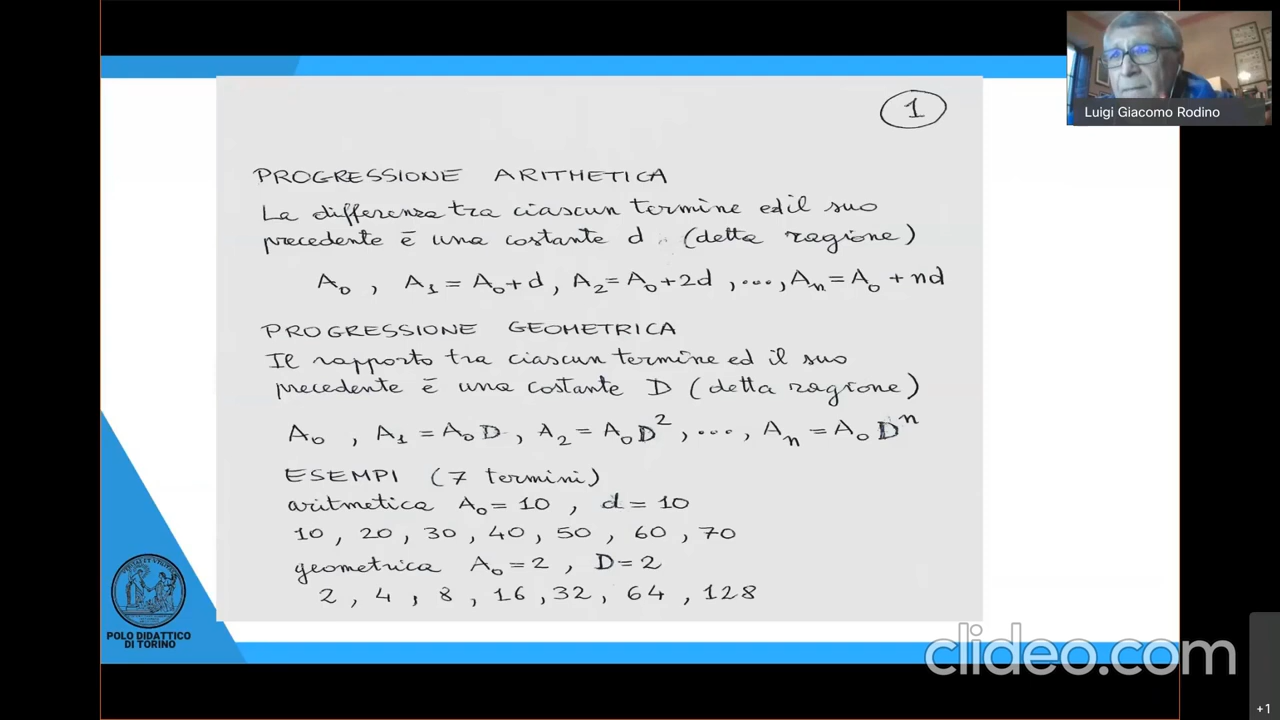 1
PROGRESSIONE ARITHETICA
La differenza tra ciascun termine ed il suo
precedente è una costante d (detta ragione)
A₀ , A₁ = A₀+d , A₂= A₀+2d , ..., Aₙ = A₀ + nd
PROGRESSIONE GEOMETRICA
Il rapporto tra ciascun termine ed il suo
precedente è una costante D (detta ragione)
A₀ , A₁ = A₀ D , A₂ = A₀D² , ..., Aₙ = A₀ Dⁿ
ESEMPI (7 termini)
aritmetica A₀ = 10 , d = 10
10 , 20 , 30 , 40 , 50 , 60 , 70
geometrica A₀ = 2 , D = 2
2 , 4 , 8 , 16 , 32 , 64 , 128
Luigi Giacomo Rodino
POLO DIDATTICO
DI TORINO
clideo.com
+1